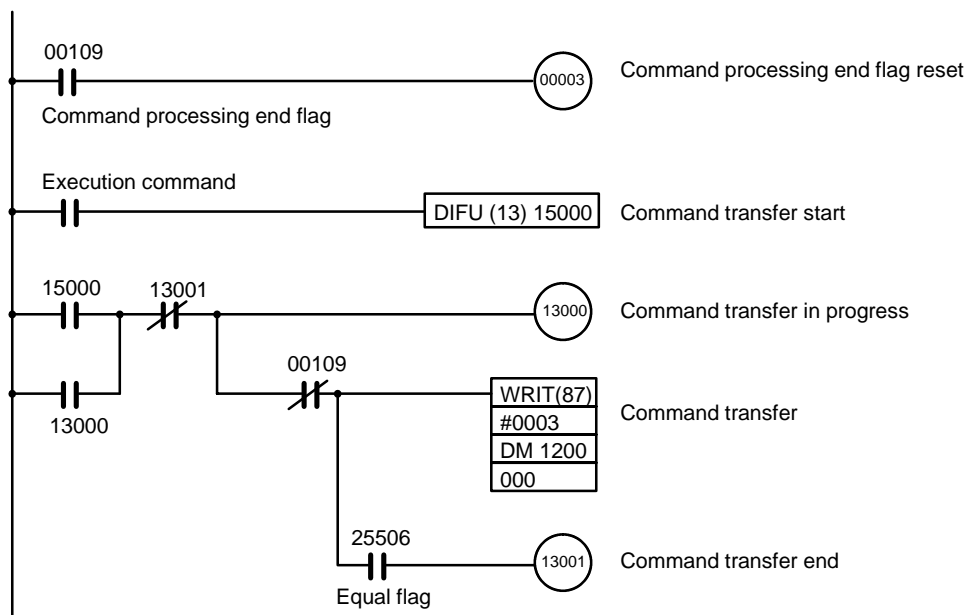 00109
00003
Command processing end flag reset
Command processing end flag
Execution command
DIFU (13) 15000
Command transfer start
15000
13001
13000
Command transfer in progress
00109
13000
WRIT(87)
#0003
DM 1200
000
Command transfer
25506
13001
Command transfer end
Equal flag